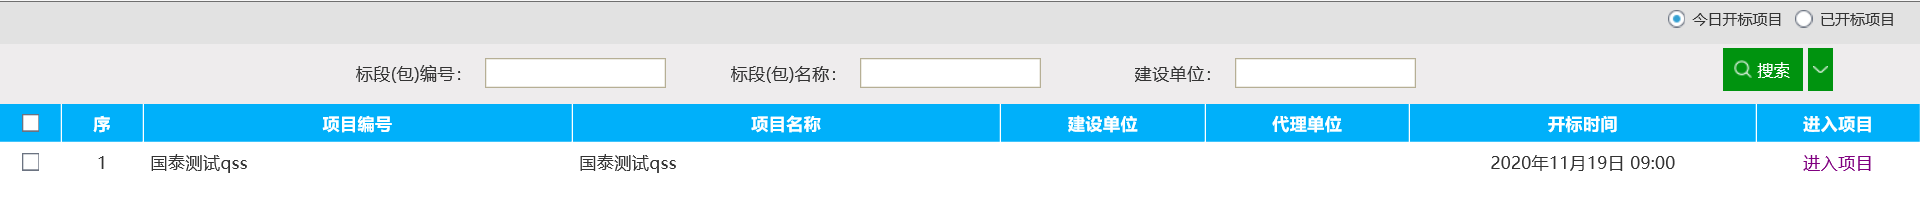 今日开标项目 已开标项目
标段(包)编号： 标段(包)名称： 建设单位： 搜索
序 项目编号 项目名称 建设单位 代理单位 开标时间 进入项目
1 国泰测试qss 国泰测试qss 2020年11月19日 09:00 进入项目